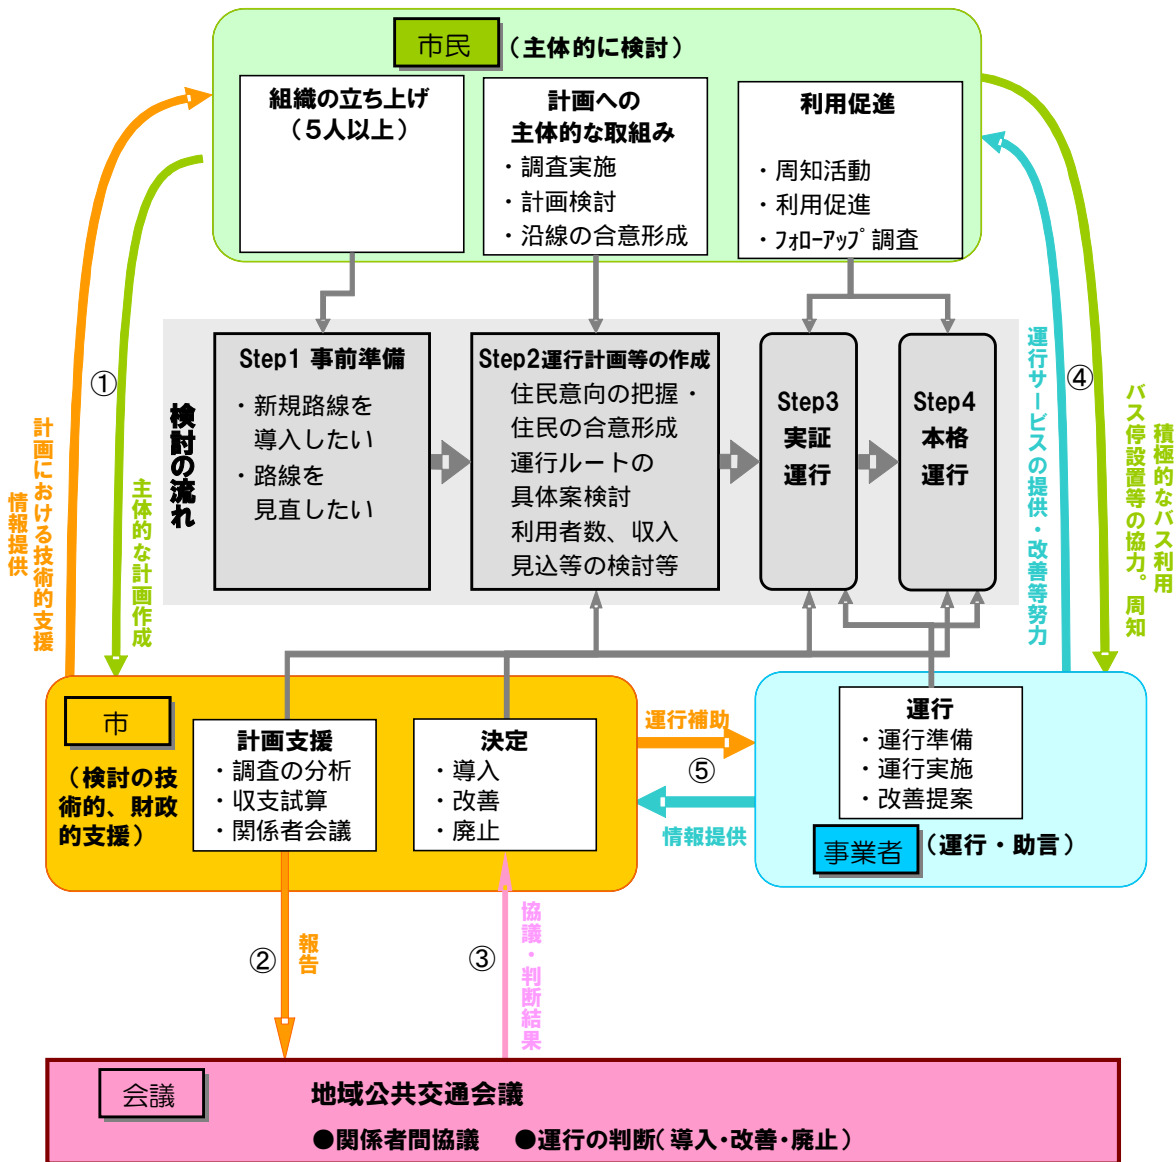 市民
（主体的に検討）
組織の立ち上げ
（５人以上）
計画への
主体的な取組み
・調査実施
・計画検討
・沿線の合意形成
利用促進
・周知活動
・利用促進
・ﾌｫﾛｰｱｯﾌﾟ調査
検討の流れ
Step1 事前準備
・新規路線を
導入したい
・路線を
見直したい
Step2運行計画等の作成
住民意向の把握・
住民の合意形成
運行ルートの
具体案検討
利用者数、収入
見込等の検討等
Step3
実証
運行
Step4
本格
運行
①
計画における技術的支援
情報提供
主体的な計画作成
④
運行サービスの提供・改善等努力
積極的なバス利用
バス停設置等の協力。周知
市
（検討の技
術的、財政
的支援）
計画支援
・調査の分析
・収支試算
・関係者会議
決定
・導入
・改善
・廃止
運行補助
⑤
情報提供
運行
・運行準備
・運行実施
・改善提案
事業者
（運行・助言）
②
報告
③
協議・判断結果
会議
地域公共交通会議
●関係者間協議 ●運行の判断（導入・改善・廃止）